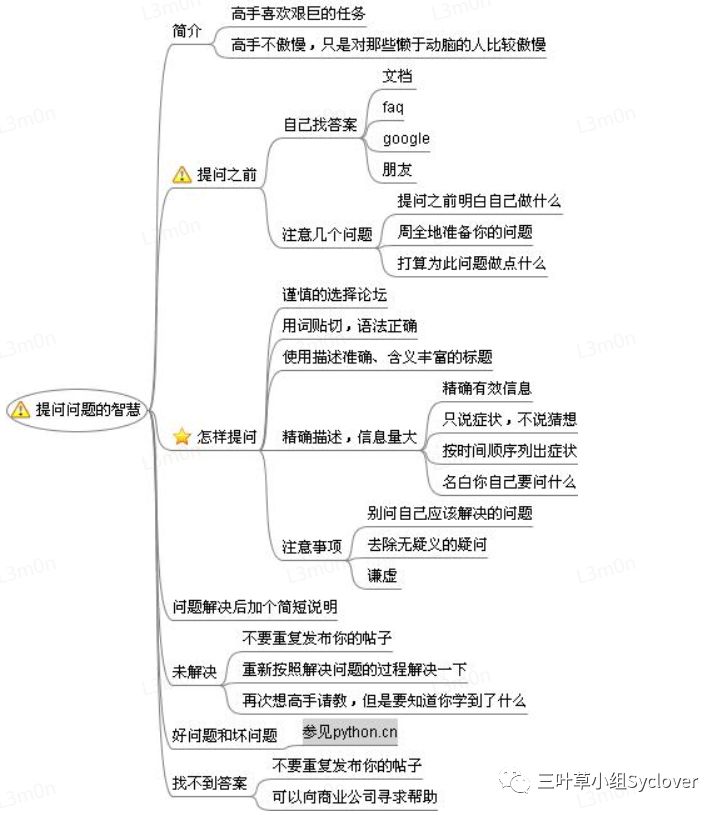 高手喜欢艰巨的任务
简介
高手不傲慢，只是对那些懒于动脑的人比较傲慢
文档
faq
自己找答案
google
朋友
提问之前
提问之前明白自己做什么
注意几个问题
周全地准备你的问题
打算为此问题做点什么
谨慎的选择论坛
用词贴切，语法正确
使用描述准确、含义丰富的标题
提问问题的智慧
怎样提问
精确有效信息
只说症状，不说猜想
精确描述，信息量大
按时间顺序列出症状
名白你自己要问什么
别问自己应该解决的问题
注意事项
去除无疑义的疑问
谦虚
问题解决后加个简短说明
不要重复发布你的帖子
未解决
重新按照解决问题的过程解决一下
再次想高手请教，但是要知道你学到了什么
好问题和坏问题
参见python.cn
不要重复发布你的帖子
找不到答案
可以向商业公司寻求帮助
三叶草小组Syclover
L3m0n